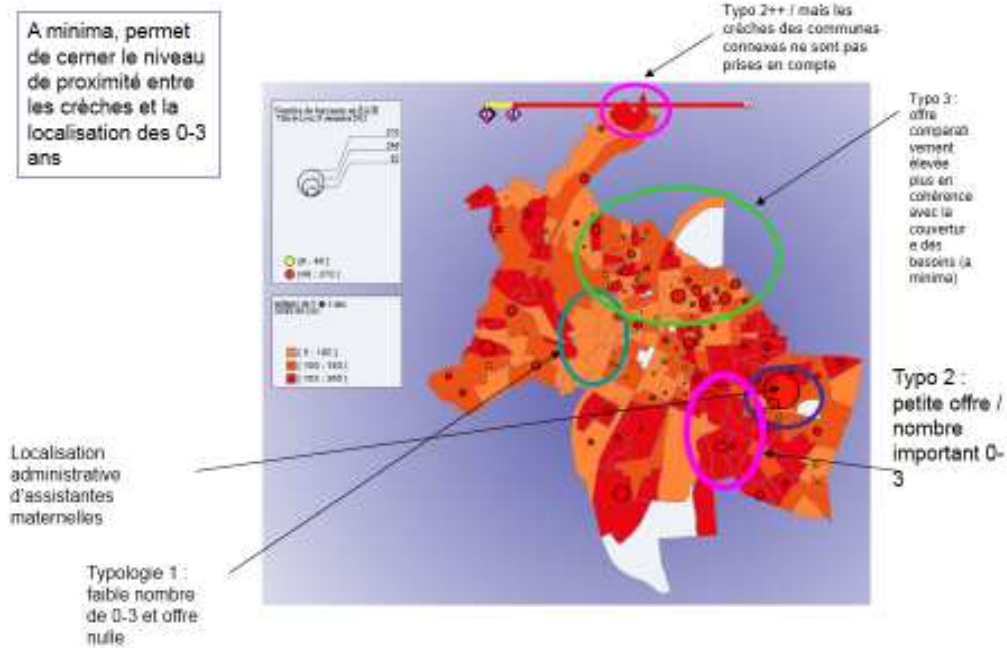 A minima, permet
de cerner le niveau
de proximité entre
les crèches et la
localisation des 0-3
ans
Typo 2++ / mais les
crèches des communes
connexes ne sont pas
prises en compte
Typo 3 :
offre
comparati
vement
élevée
plus en
cohérence
avec la
couvertur
e des
besoins (a
minima)
Typo 2 :
petite offre /
nombre
important 0-
3
Localisation
administrative
d'assistantes
maternelles
Typologie 1 :
faible nombre
de 0-3 et offre
nulle